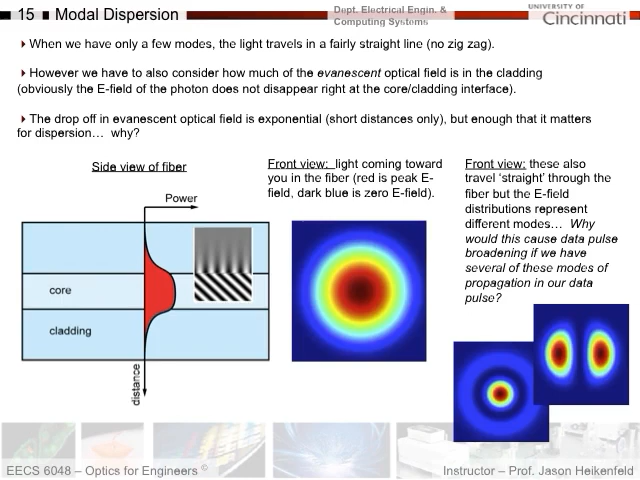 15 Modal Dispersion
Dept. Electrical Engin. &
Computing Systems
UNIVERSITY OF
Cincinnati
When we have only a few modes, the light travels in a fairly straight line (no zig zag).
However we have to also consider how much of the evanescent optical field is in the cladding
(obviously the E-field of the photon does not disappear right at the core/cladding interface).
The drop off in evanescent optical field is exponential (short distances only), but enough that it matters
for dispersion… why?
Side view of fiber
Power
core
cladding
distance
Front view: light coming toward
you in the fiber (red is peak E-
field, dark blue is zero E-field).
Front view: these also
travel ‘straight’ through the
fiber but the E-field
distributions represent
different modes… Why
would this cause data pulse
broadening if we have
several of these modes of
propagation in our data
pulse?
EECS 6048 – Optics for Engineers ©
Instructor – Prof. Jason Heikenfeld